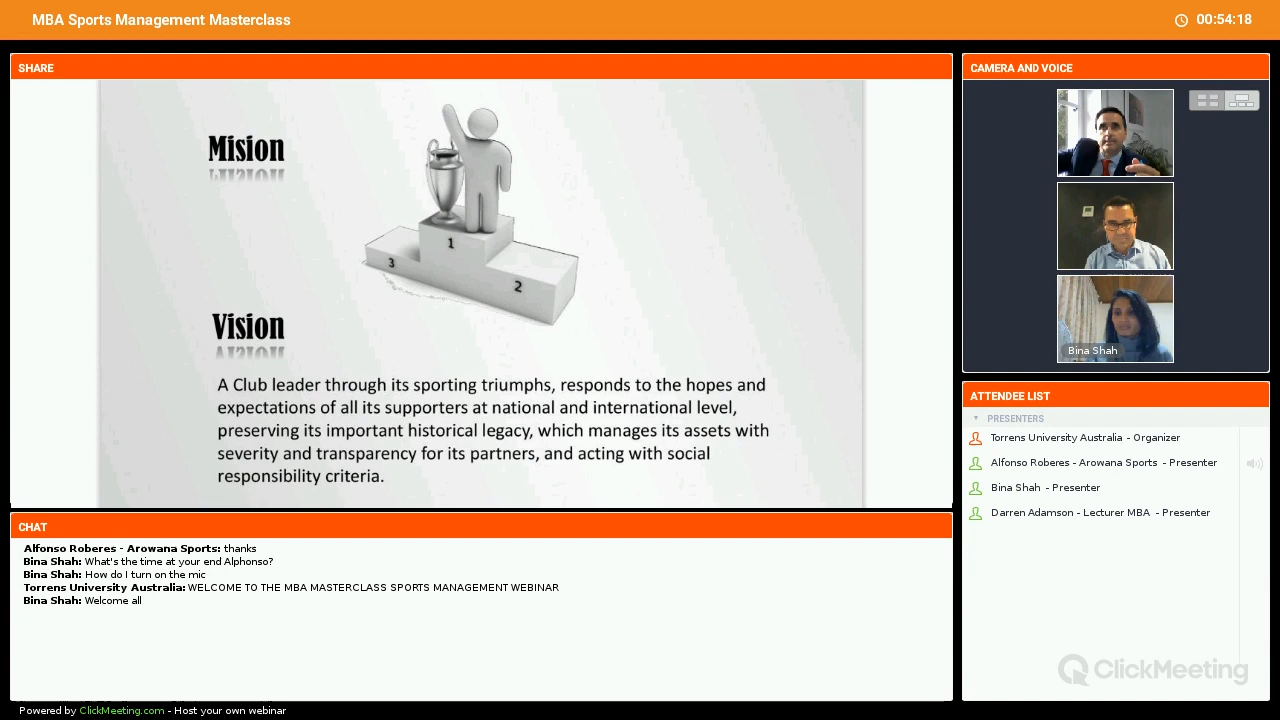 MBA Sports Management Masterclass
00:54:18
SHARE
Mision
1
3
2
Vision
A Club leader through its sporting triumphs, responds to the hopes and
expectations of all its supporters at national and international level,
preserving its important historical legacy, which manages its assets with
severity and transparency for its partners, and acting with social
responsibility criteria.
CHAT
Alfonso Roberes - Arowana Sports: thanks
Bina Shah: What's the time at your end Alphonso?
Bina Shah: How do I turn on the mic
Torrens University Australia: WELCOME TO THE MBA MASTERCLASS SPORTS MANAGEMENT WEBINAR
Bina Shah: Welcome all
CAMERA AND VOICE
Bina Shah
ATTENDEE LIST
PRESENTERS
Torrens University Australia - Organizer
Alfonso Roberes - Arowana Sports - Presenter
Bina Shah - Presenter
Darren Adamson - Lecturer MBA - Presenter
ClickMeeting
Powered by ClickMeeting.com - Host your own webinar